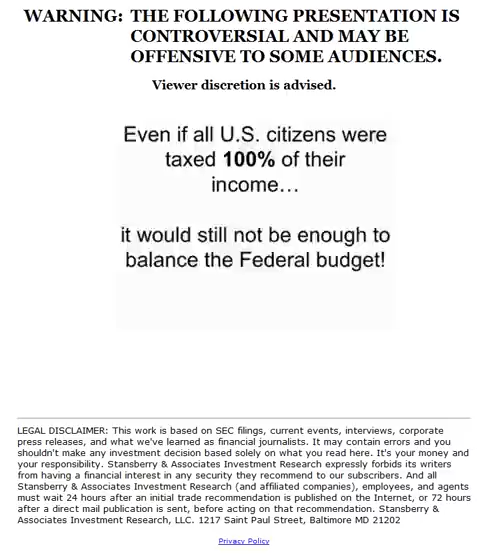 WARNING: THE FOLLOWING PRESENTATION IS
CONTROVERSIAL AND MAY BE
OFFENSIVE TO SOME AUDIENCES.
Viewer discretion is advised.
Even if all U.S. citizens were
taxed 100% of their
income...
it would still not be enough to
balance the Federal budget!
LEGAL DISCLAIMER: This work is based on SEC filings, current events, interviews, corporate
press releases, and what we've learned as financial journalists. It may contain errors and you
shouldn't make any investment decision based solely on what you read here. It's your money and
your responsibility. Stansberry & Associates Investment Research expressly forbids its writers
from having a financial interest in any security they recommend to our subscribers. And all
Stansberry & Associates Investment Research (and affiliated companies), employees, and agents
must wait 24 hours after an initial trade recommendation is published on the Internet, or 72 hours
after a direct mail publication is sent, before acting on that recommendation. Stansberry &
Associates Investment Research, LLC. 1217 Saint Paul Street, Baltimore MD 21202
Privacy Policy